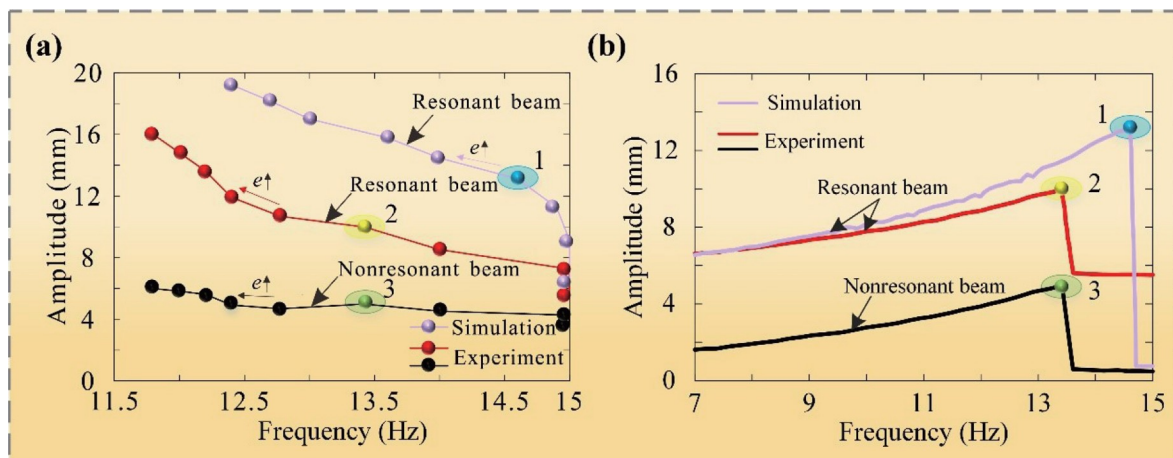 (a)
20
16
12
8
4
0
Amplitude (mm)
Resonant beam
e↑
1
Resonant beam
e↑
2
Nonresonant beam
e↑
3
Simulation
Experiment
11.5 12.5 13.5 14.5 15
Frequency (Hz)
(b)
16
12
8
4
0
Amplitude (mm)
Simulation
Experiment
1
Resonant beam
2
Nonresonant beam
3
7 9 11 13 15
Frequency (Hz)